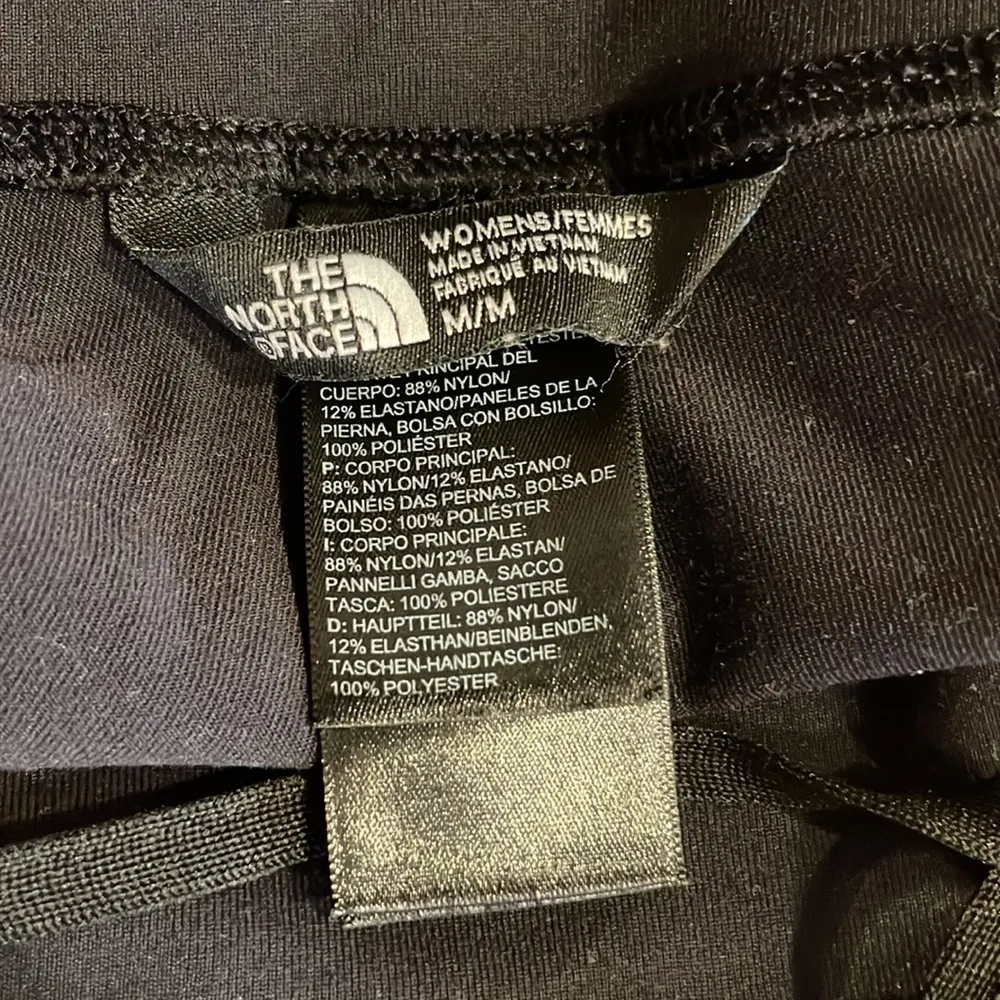 THE
NORTH
FACE®
WOMENS/FEMMES
MADE IN VIETNAM
FABRIQUÉ AU VIETNAM
M/M
PRINCIPAL DEL
CUERPO: 88% NYLON/
12% ELASTANO/PANELES DE LA
PIERNA, BOLSA CON BOLSILLO:
100% POLIÉSTER
P: CORPO PRINCIPAL:
88% NYLON/12% ELASTANO/
PAINÉIS DAS PERNAS, BOLSA DE
BOLSO: 100% POLIÉSTER
I: CORPO PRINCIPALE:
88% NYLON/12% ELASTAN/
PANNELLI GAMBA, SACCO
TASCA: 100% POLIESTERE
D: HAUPTTEIL: 88% NYLON/
12% ELASTHAN/BEINBLENDEN,
TASCHEN-HANDTASCHE:
100% POLYESTER